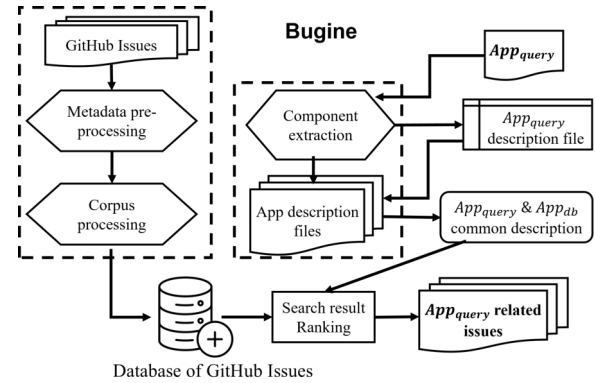 GitHub Issues
Bugine
App_query
Metadata pre-
processing
Component
extraction
App_query
description file
Corpus
processing
App description
files
App_query & App_db
common description
Search result
Ranking
App_query related
issues
Database of GitHub Issues